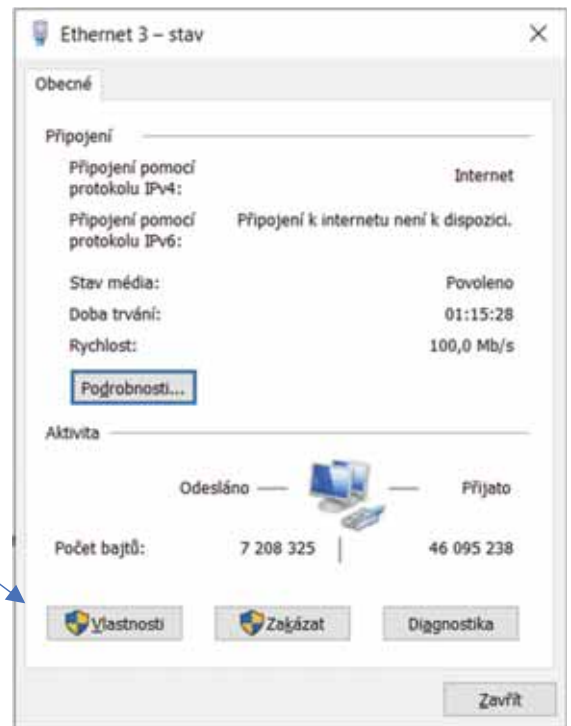 Ethernet 3 – stav
Obecné
Připojení
Připojení pomocí
protokolu IPv4:
Internet
Připojení pomocí
protokolu IPv6:
Připojení k internetu není k dispozici.
Stav média:
Povoleno
Doba trvání:
01:15:28
Rychlost:
100,0 Mb/s
Podrobnosti...
Aktivita
Odesláno
Přijato
Počet bajtů:
7 208 325
46 095 238
Vlastnosti
Zakázat
Diagnostika
Zavřít